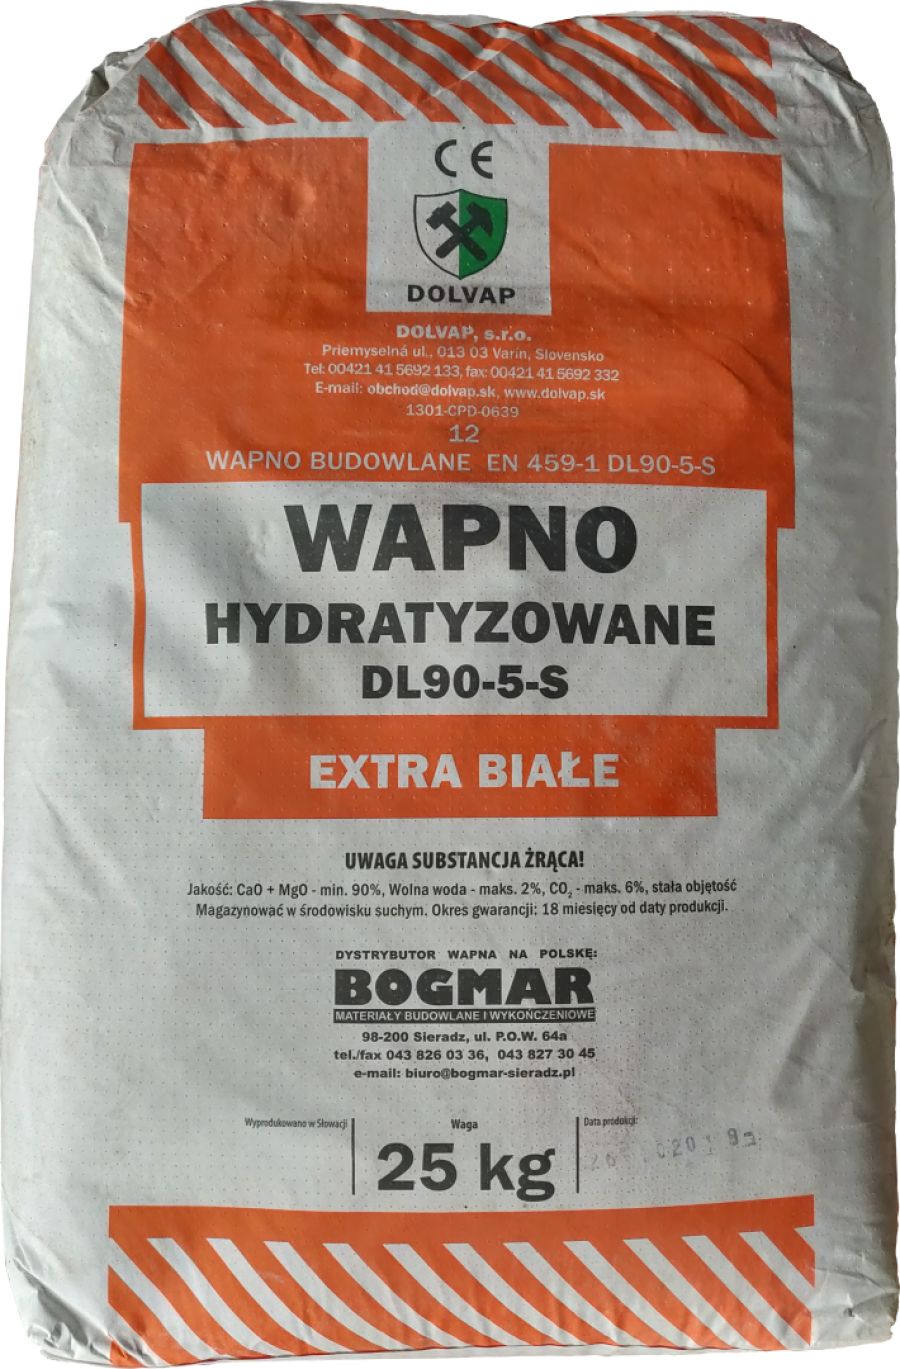 CE
DOLVAP
DOLVAP, s.r.o.
Priemyselná ul., 013 03 Varín, Slovensko
Tel: 00421 41 5692 133, fax: 00421 41 5692 332
E-mail: obchod@dolvap.sk, www.dolvap.sk
1301-CPD-0639
12
WAPNO BUDOWLANE EN 459-1 DL90-5-S
WAPNO
HYDRATYZOWANE
DL90-5-S
EXTRA BIAŁE
UWAGA SUBSTANCJA ŻRĄCA!
Jakość: CaO + MgO - min. 90%, Wolna woda - maks. 2%, CO₂ - maks. 6%, stała objętość
Magazynować w środowisku suchym. Okres gwarancji: 18 miesięcy od daty produkcji.
DYSTRYBUTOR WAPNA NA POLSKĘ:
BOGMAR
MATERIAŁY BUDOWLANE I WYKOŃCZENIOWE
98-200 Sieradz, ul. P.O.W. 64a
tel./fax 043 826 03 36, 043 827 30 45
e-mail: biuro@bogmar-sieradz.pl
Wyprodukowano w Słowacji
Waga
25 kg
Data produkcji: